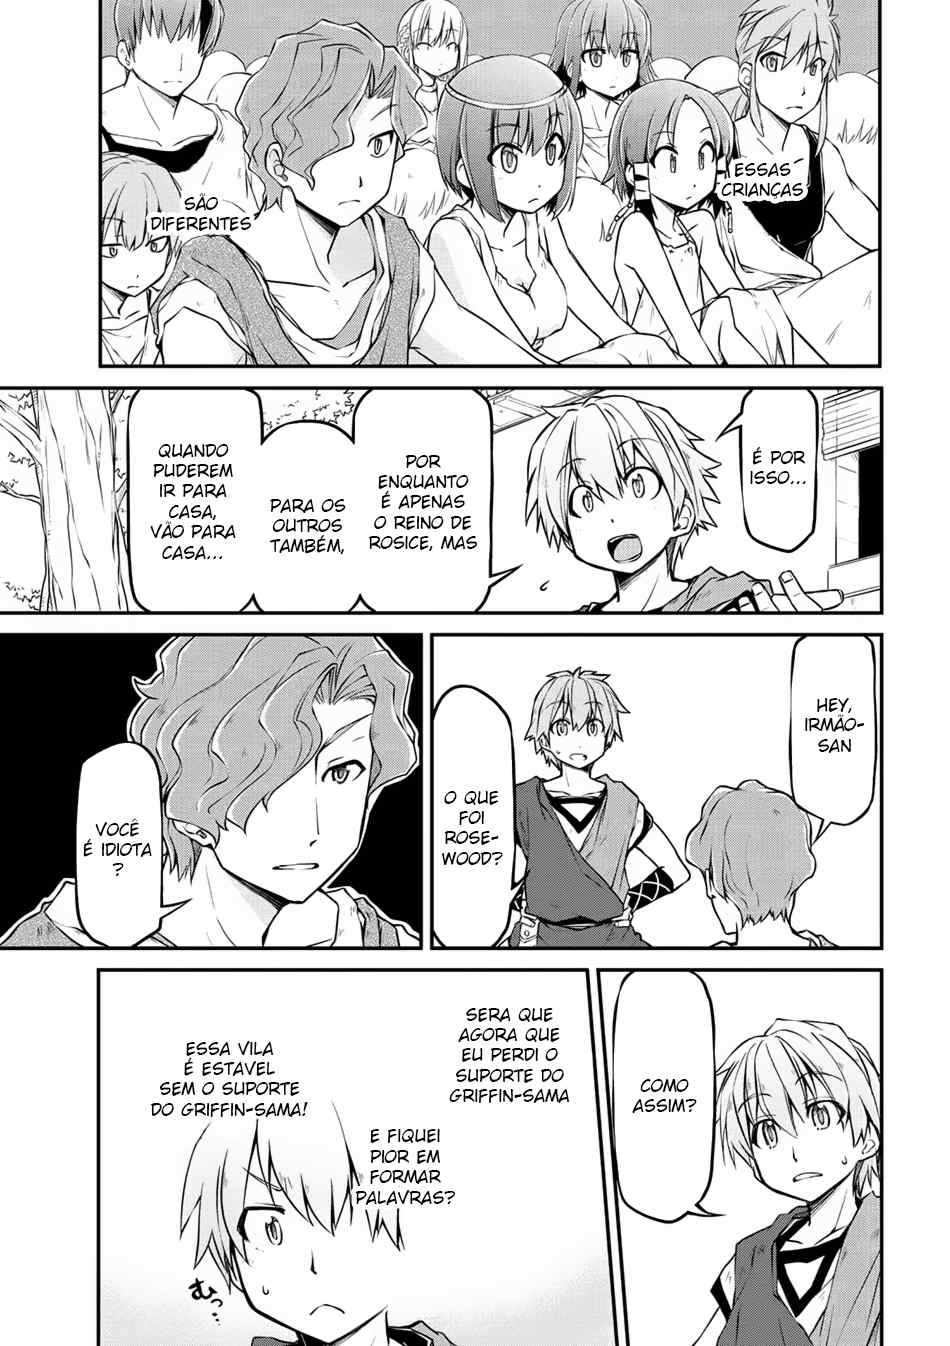 ESSAS
CRIANÇAS
SÃO
DIFERENTES
É POR
ISSO...
POR
ENQUANTO
É APENAS
O REINO DE
ROSICE, MAS
PARA OS
OUTROS
TAMBÉM,
QUANDO
PUDEREM
IR PARA
CASA,
VÃO PARA
CASA...
HEY,
IRMÃO-
SAN
O QUE
FOI
ROSE-
WOOD?
VOCÊ
É IDIOTA
?
COMO
ASSIM?
SERA QUE
AGORA QUE
EU PERDI O
SUPORTE DO
GRIFFIN-SAMA
E FIQUEI
PIOR EM
FORMAR
PALAVRAS?
ESSA VILA
É ESTAVEL
SEM O SUPORTE
DO GRIFFIN-SAMA!
むっ…